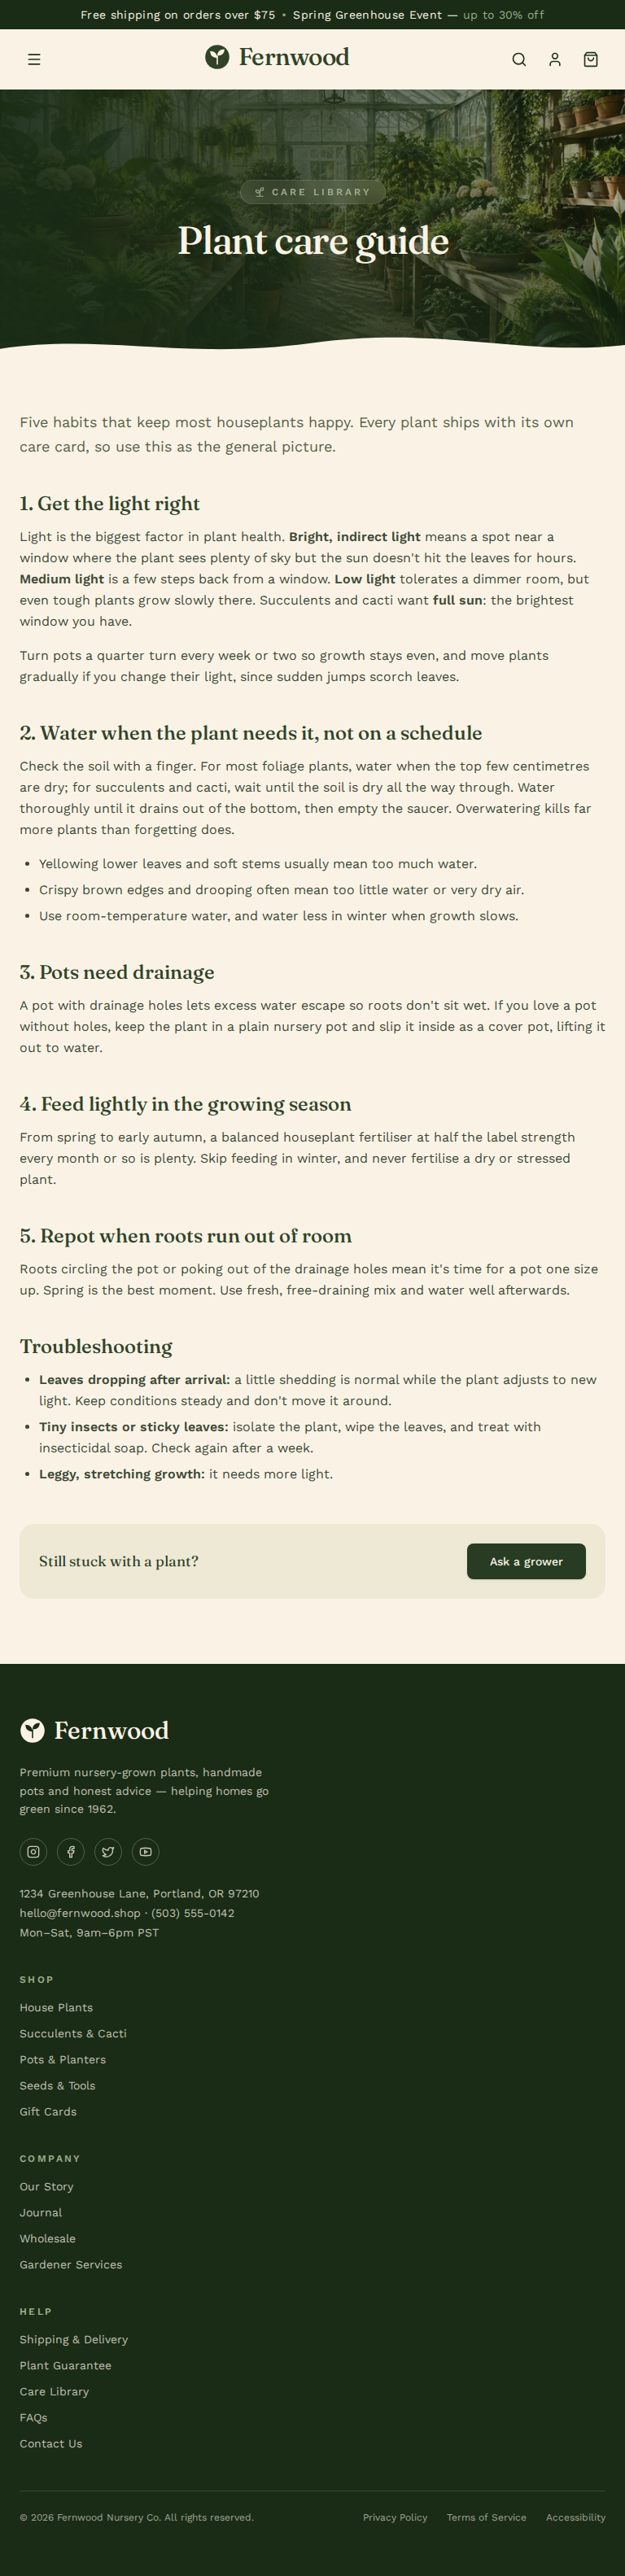 Free shipping on orders over $75 • Spring Greenhouse Event — up to 30% off
Fernwood
CARE LIBRARY
Plant care guide
Five habits that keep most houseplants happy. Every plant ships with its own
care card, so use this as the general picture.
1. Get the light right
Light is the biggest factor in plant health. Bright, indirect light means a spot near a
window where the plant sees plenty of sky but the sun doesn't hit the leaves for hours.
Medium light is a few steps back from a window. Low light tolerates a dimmer room, but
even tough plants grow slowly there. Succulents and cacti want full sun: the brightest
window you have.
Turn pots a quarter turn every week or two so growth stays even, and move plants
gradually if you change their light, since sudden jumps scorch leaves.
2. Water when the plant needs it, not on a schedule
Check the soil with a finger. For most foliage plants, water when the top few centimetres
are dry; for succulents and cacti, wait until the soil is dry all the way through. Water
thoroughly until it drains out of the bottom, then empty the saucer. Overwatering kills far
more plants than forgetting does.
• Yellowing lower leaves and soft stems usually mean too much water.
• Crispy brown edges and drooping often mean too little water or very dry air.
• Use room-temperature water, and water less in winter when growth slows.
3. Pots need drainage
A pot with drainage holes lets excess water escape so roots don't sit wet. If you love a pot
without holes, keep the plant in a plain nursery pot and slip it inside as a cover pot, lifting it
out to water.
4. Feed lightly in the growing season
From spring to early autumn, a balanced houseplant fertiliser at half the label strength
every month or so is plenty. Skip feeding in winter, and never fertilise a dry or stressed
plant.
5. Repot when roots run out of room
Roots circling the pot or poking out of the drainage holes mean it's time for a pot one size
up. Spring is the best moment. Use fresh, free-draining mix and water well afterwards.
Troubleshooting
• Leaves dropping after arrival: a little shedding is normal while the plant adjusts to new
light. Keep conditions steady and don't move it around.
• Tiny insects or sticky leaves: isolate the plant, wipe the leaves, and treat with
insecticidal soap. Check again after a week.
• Leggy, stretching growth: it needs more light.
Still stuck with a plant?
Ask a grower
Fernwood
Premium nursery-grown plants, handmade
pots and honest advice — helping homes go
green since 1962.
1234 Greenhouse Lane, Portland, OR 97210
hello@fernwood.shop · (503) 555-0142
Mon–Sat, 9am–6pm PST
SHOP
House Plants
Succulents & Cacti
Pots & Planters
Seeds & Tools
Gift Cards
COMPANY
Our Story
Journal
Wholesale
Gardener Services
HELP
Shipping & Delivery
Plant Guarantee
Care Library
FAQs
Contact Us
© 2026 Fernwood Nursery Co. All rights reserved.
Privacy Policy
Terms of Service
Accessibility